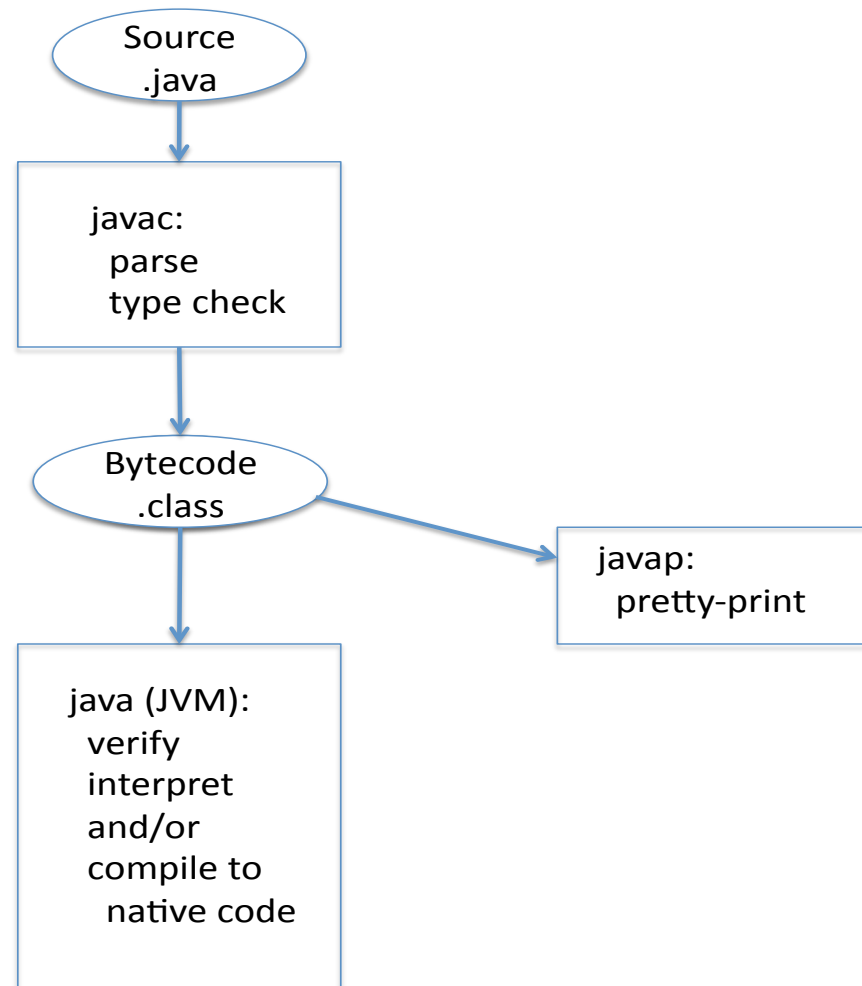 Source
.java
javac:
parse
type check
Bytecode
.class
javap:
pretty-print
java (JVM):
verify
interpret
and/or
compile to
native code